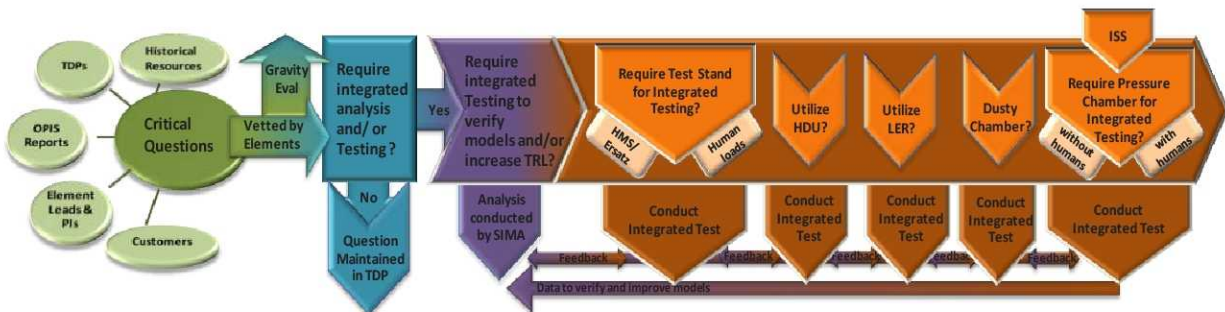 TDPs
Historical
Resources
OPIS
Reports
Critical
Questions
Element
Leads &
PIs
Customers
Gravity
Eval
Vetted by
Elements
Require
integrated
analysis
and/ or
Testing ?
No
Question
Maintained
in TDP
Yes
Require
integrated
Testing to
verify
models and/or
increase TRL?
Analysis
conducted
by SIMA
Require Test Stand
for Integrated
Testing?
HMS/
Ersatz
Human
loads
Conduct
Integrated Test
Utilize
HDU?
Conduct
Integrated
Test
Utilize
LER?
Conduct
Integrated
Test
Dusty
Chamber?
Conduct
Integrated
Test
ISS
Require Pressure
Chamber for
Integrated
Testing?
without
humans
with
humans
Conduct
Integrated Test
Feedback
Feedback
Feedback
Feedback
Feedback
Data to verify and improve models